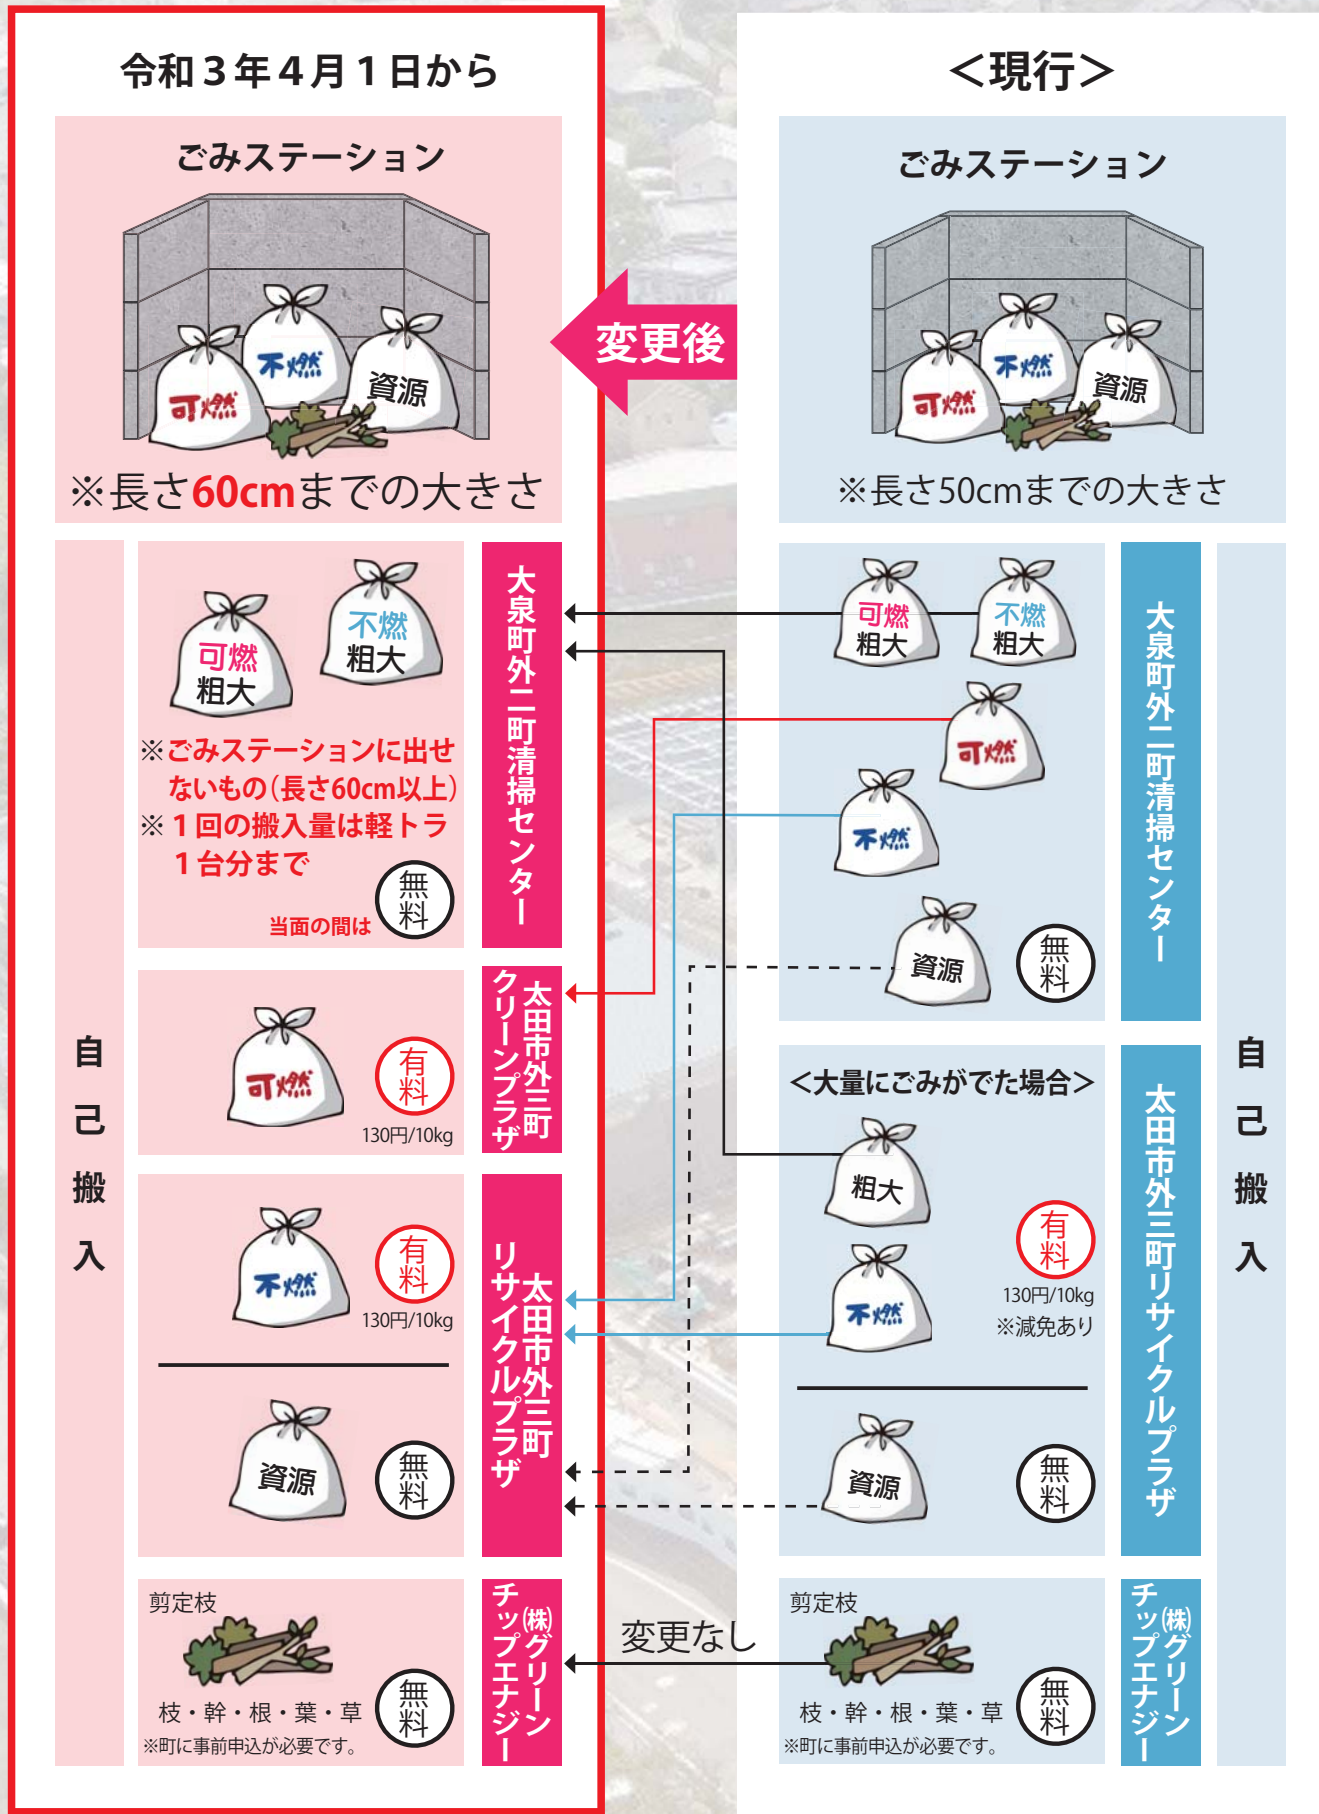 令和３年４月１日から
ごみステーション
可燃
不燃
資源
※長さ60cmまでの大きさ
自己搬入
可燃
粗大
不燃
粗大
※ごみステーションに出せ
ないもの（長さ60cm以上）
※１回の搬入量は軽トラ
１台分まで
当面の間は
無料
大泉町外二町清掃センター
可燃
有料
130円/10kg
太田市外三町
クリーンプラザ
不燃
有料
130円/10kg
資源
無料
太田市外三町
リサイクルプラザ
剪定枝
枝・幹・根・葉・草
※町に事前申込が必要です。
無料
㈱グリーン
チップエナジー
変更後
変更なし
＜現行＞
ごみステーション
可燃
不燃
資源
※長さ50cmまでの大きさ
可燃
粗大
不燃
粗大
可燃
不燃
資源
無料
大泉町外二町清掃センター
＜大量にごみがでた場合＞
粗大
不燃
有料
130円/10kg
※減免あり
資源
無料
太田市外三町リサイクルプラザ
剪定枝
枝・幹・根・葉・草
※町に事前申込が必要です。
無料
㈱グリーン
チップエナジー
自己搬入